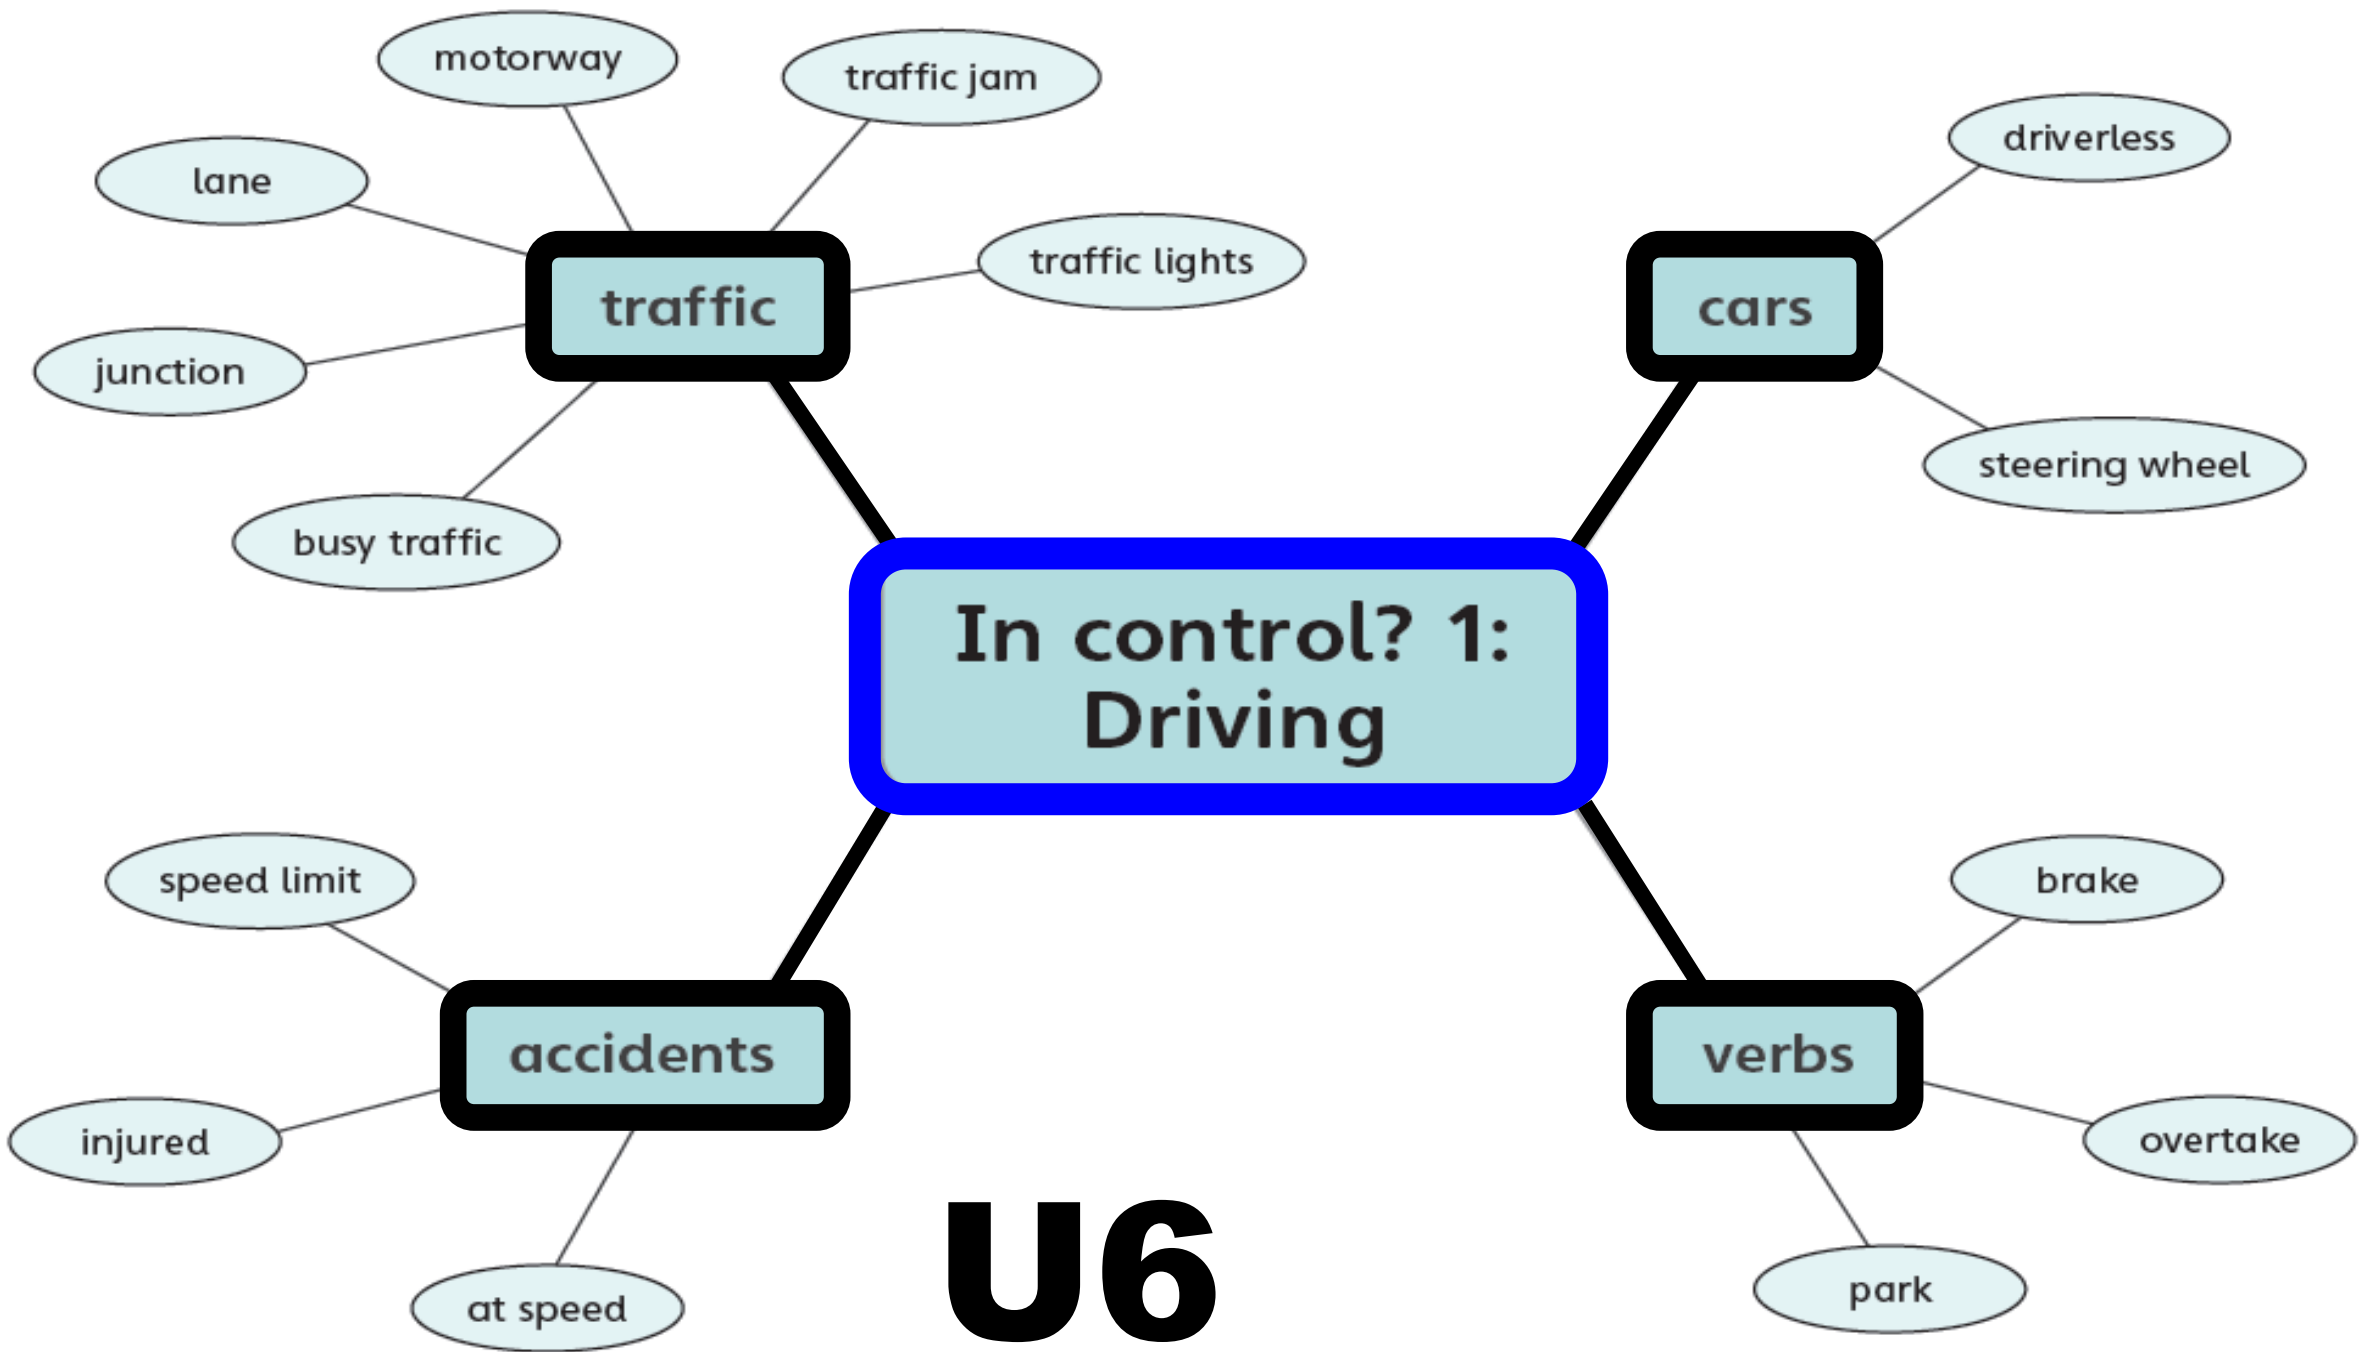 motorway
traffic jam
driverless
lane
traffic lights
traffic
cars
junction
steering wheel
busy traffic
In control? 1:
Driving
speed limit
brake
accidents
verbs
injured
overtake
park
at speed
U6